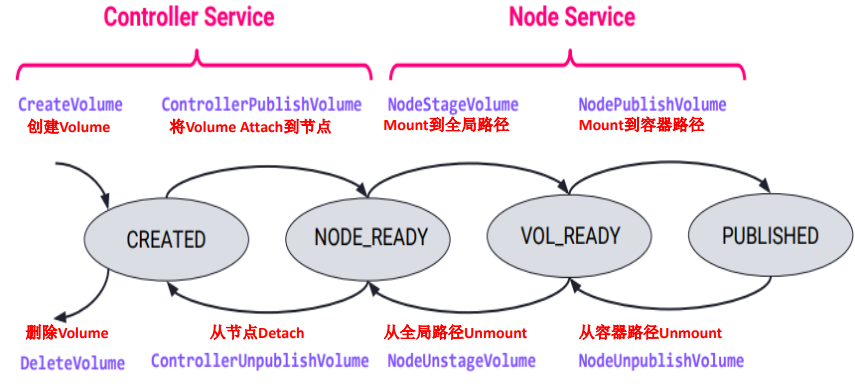 Controller Service
Node Service
CreateVolume
创建Volume
ControllerPublishVolume
将Volume Attach到节点
NodeStageVolume
Mount到全局路径
NodePublishVolume
Mount到容器路径
CREATED
NODE_READY
VOL_READY
PUBLISHED
删除Volume
DeleteVolume
从节点Detach
ControllerUnpublishVolume
从全局路径Unmount
NodeUnstageVolume
从容器路径Unmount
NodeUnpublishVolume